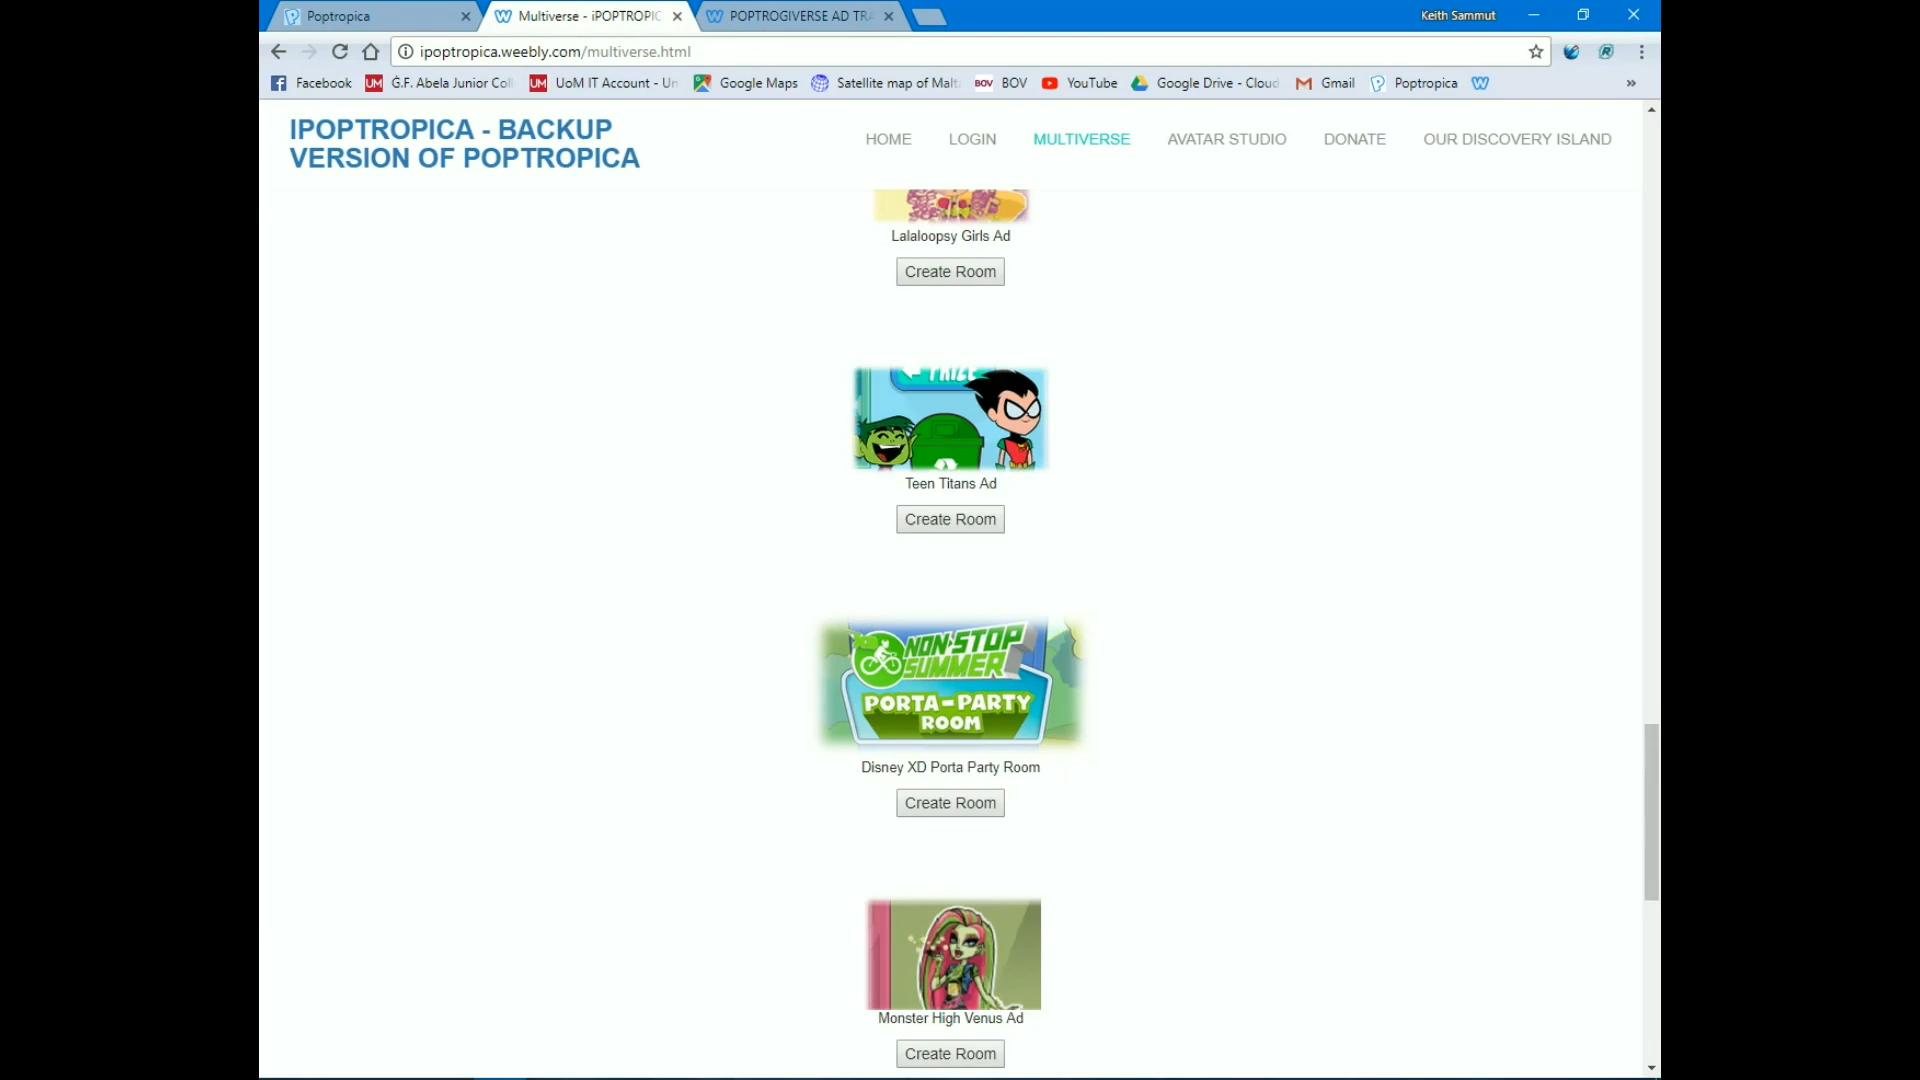 Poptropica
Multiverse - iPOPTROPIC
POPTROGIVERSE AD TRA
Keith Sammut
ipoptropica.weebly.com/multiverse.html
Facebook
UM
Ġ.F. Abela Junior Coll
UM
UoM IT Account - Un
Google Maps
Satellite map of Malt
BOV
BOV
YouTube
Google Drive - Cloud
Gmail
Poptropica
»
IPOPTROPICA - BACKUP
VERSION OF POPTROPICA
HOME
LOGIN
MULTIVERSE
AVATAR STUDIO
DONATE
OUR DISCOVERY ISLAND
Lalaloopsy Girls Ad
Create Room
PRIZE
Teen Titans Ad
Create Room
NON-STOP
SUMMER
PORTA-PARTY
ROOM
Disney XD Porta Party Room
Create Room
Monster High Venus Ad
Create Room